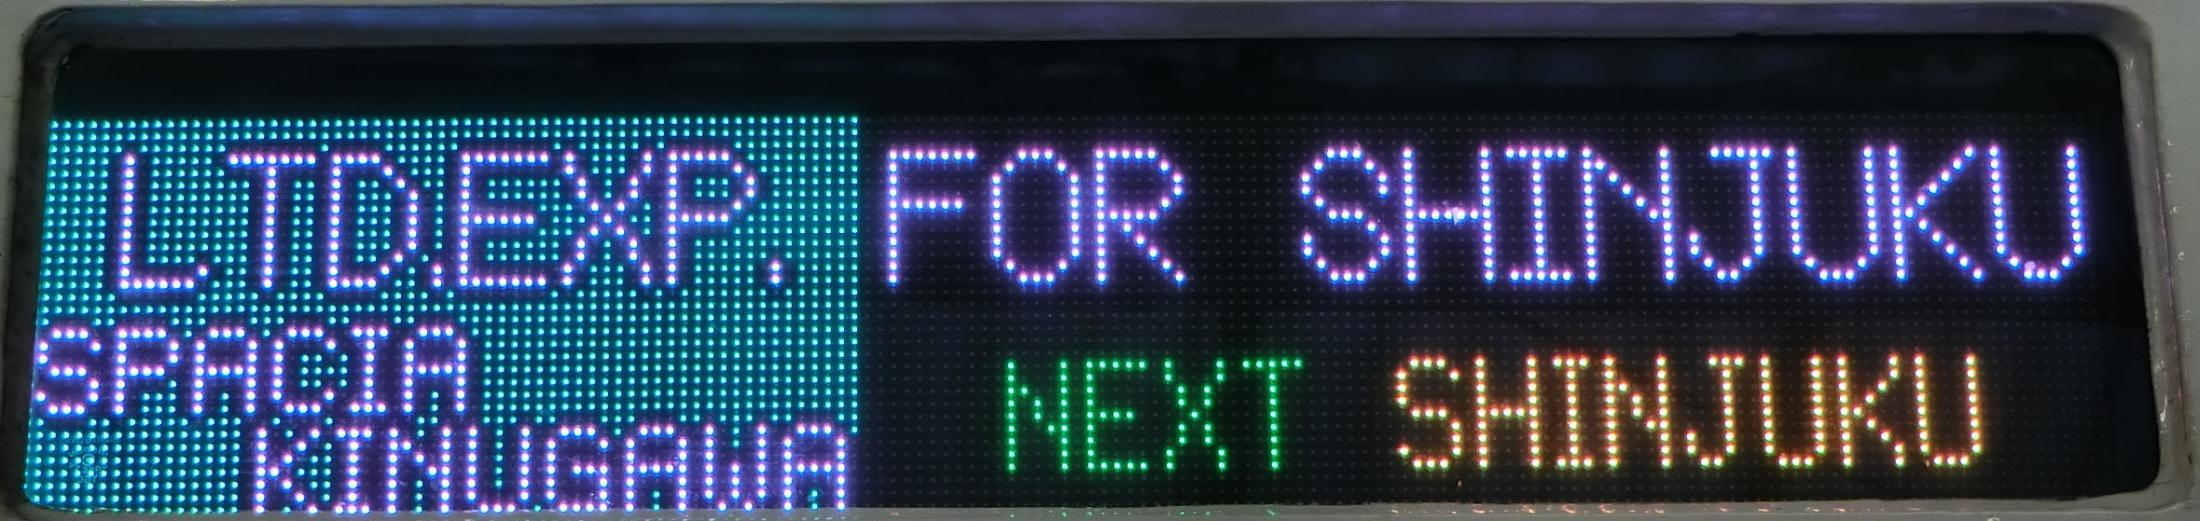 LTD.EXP. FOR SHINJUKU
SPACIA
KINUGAWA
NEXT SHINJUKU